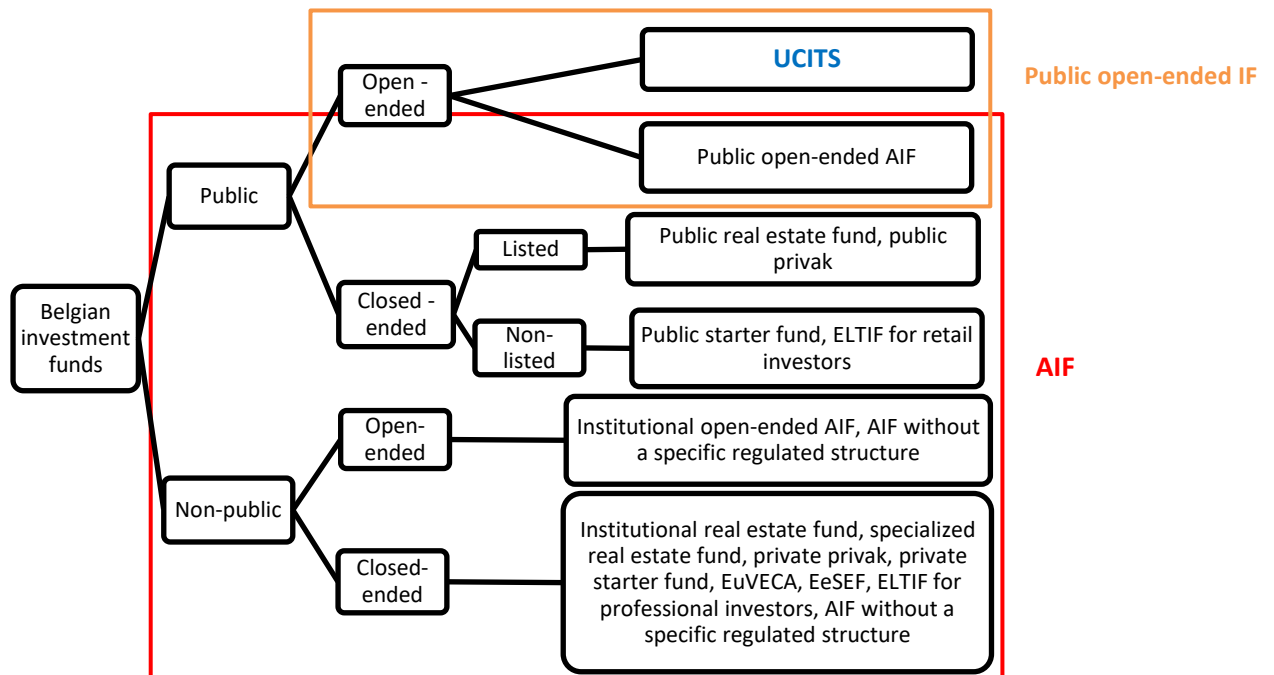 UCITS
Public open-ended IF
Open -
ended
Public open-ended AIF
Public
Listed
Public real estate fund, public
privak
Closed -
ended
Non-
listed
Public starter fund, ELTIF for retail
investors
Belgian
investment
funds
AIF
Open-
ended
Institutional open-ended AIF, AIF without
a specific regulated structure
Non-public
Closed-
ended
Institutional real estate fund, specialized
real estate fund, private privak, private
starter fund, EuVECA, EeSEF, ELTIF for
professional investors, AIF without a
specific regulated structure